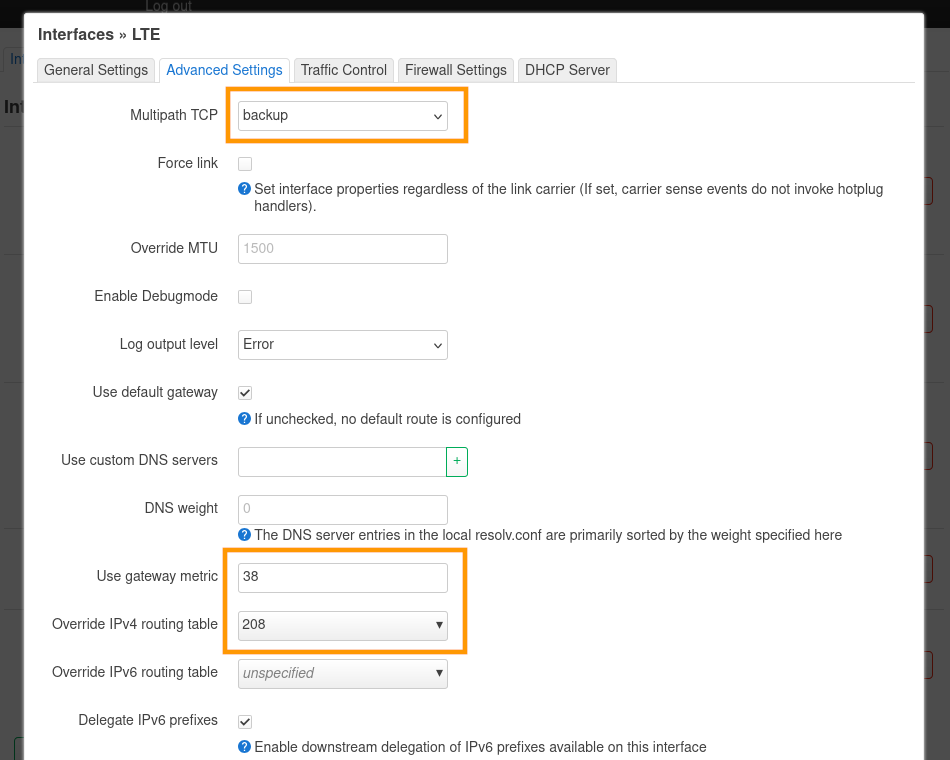 Log out
Interfaces » LTE
In
General Settings
Advanced Settings
Traffic Control
Firewall Settings
DHCP Server
Int
Multipath TCP
backup
Force link
Set interface properties regardless of the link carrier (If set, carrier sense events do not invoke hotplug
handlers).
Override MTU
1500
Enable Debugmode
Log output level
Error
Use default gateway
If unchecked, no default route is configured
Use custom DNS servers
+
DNS weight
0
The DNS server entries in the local resolv.conf are primarily sorted by the weight specified here
Use gateway metric
38
Override IPv4 routing table
208
Override IPv6 routing table
unspecified
Delegate IPv6 prefixes
Enable downstream delegation of IPv6 prefixes available on this interface